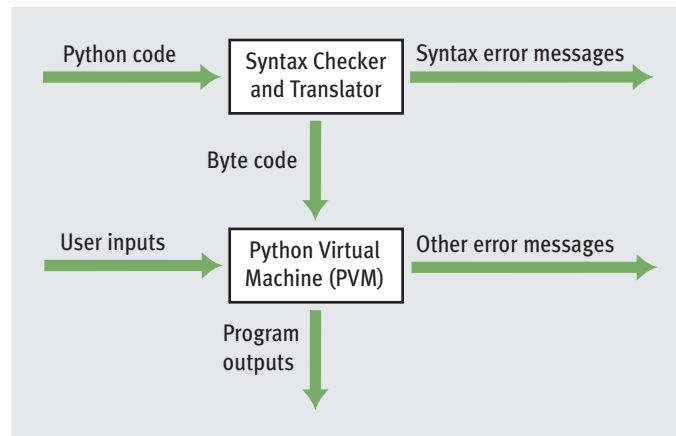 Python code
Syntax Checker
and Translator
Syntax error messages
Byte code
User inputs
Python Virtual
Machine (PVM)
Other error messages
Program
outputs